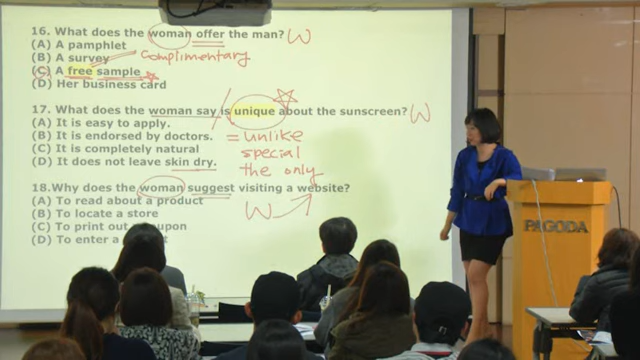 16. What does the woman offer the man? W
(A) A pamphlet
(B) A survey complimentary
(C) A free sample
(D) Her business card
17. What does the woman say is unique about the sunscreen? W
(A) It is easy to apply.
(B) It is endorsed by doctors. = unlike
(C) It is completely natural special
(D) It does not leave skin dry. the only
18.Why does the woman suggest visiting a website?
(A) To read about a product W
(B) To locate a store
(C) To print out a coupon
(D) To enter a
PAGODA